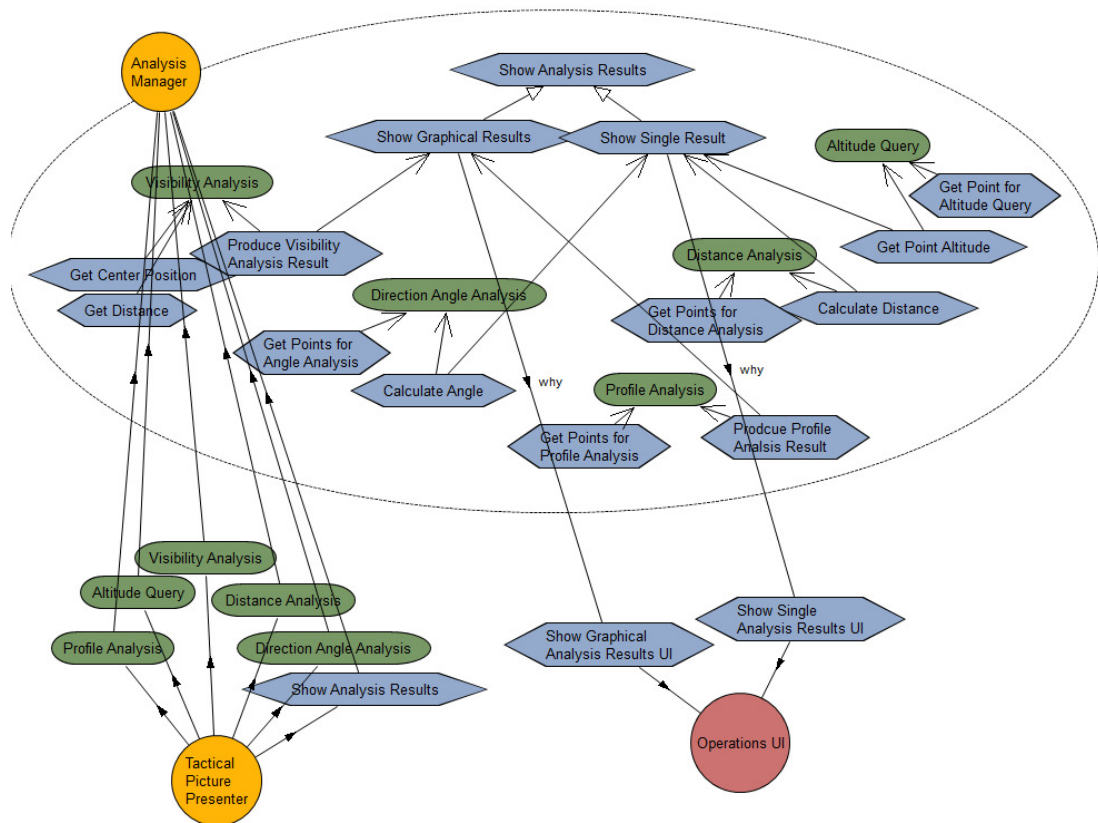 Analysis
Manager
Show Analysis Results
Show Graphical Results
Show Single Result
Altitude Query
Visibility Analysis
Get Point for
Altitude Query
Produce Visibility
Analysis Result
Get Point Altitude
Get Center Position
Distance Analysis
Get Distance
Direction Angle Analysis
Get Points for
Distance Analysis
Calculate Distance
Get Points for
Angle Analysis
Calculate Angle
why
why
Profile Analysis
Get Points for
Profile Analysis
Prodcue Profile
Analsis Result
Visibility Analysis
Altitude Query
Distance Analysis
Profile Analysis
Direction Angle Analysis
Show Analysis Results
Show Graphical
Analysis Results UI
Show Single
Analysis Results UI
Tactical
Picture
Presenter
Operations UI